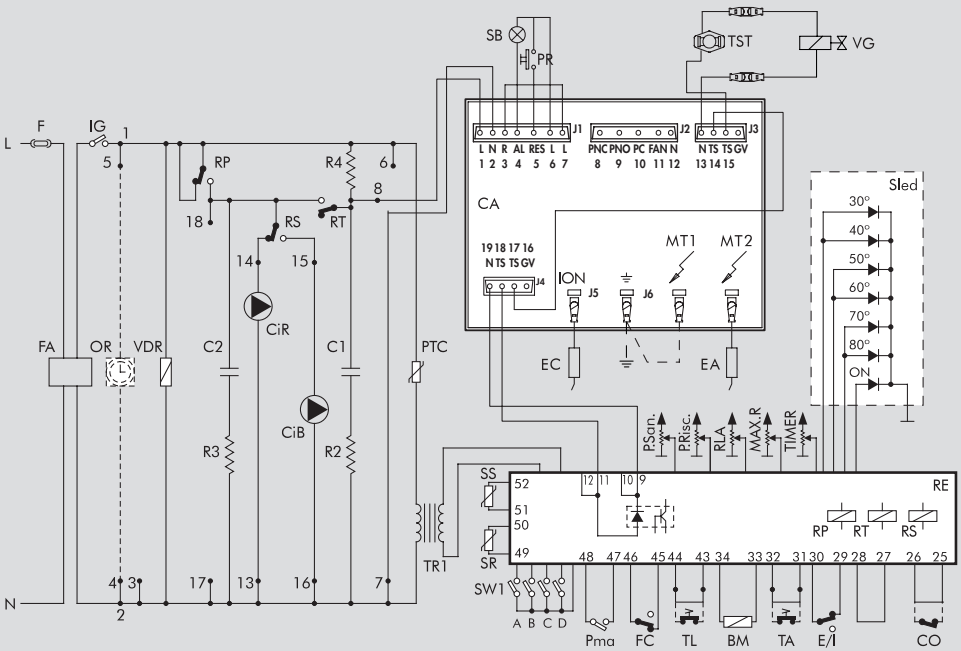 SB
PR
TST
VG
F
IG
1
L
5
RP
R4
6
8
18
RS
RT
14
15
CiR
FA
OR
VDR
C2
C1
PTC
CiB
R3
R2
4
3
17
13
16
7
N
2
TR1
J1
J2
J3
L N R AL RES L L
1 2 3 4 5 6 7
PNC PNO PC FAN N
8 9 10 11 12
N TS TS GV
13 14 15
CA
19 18 17 16
N TS TS GV
J4
ION
J5
J6
MT1
MT2
EC
EA
Sled
30°
40°
50°
60°
70°
80°
ON
P.San.
P.Risc.
RLA
MAX.R
TIMER
SS
52
51
50
49
SR
12 11 10 9
RE
RP
RT
RS
48 47 46 45 44 43 34 33 32 31 30 29 28 27 26 25
SW1
A B C D
Pma
FC
TL
BM
TA
E/I
CO